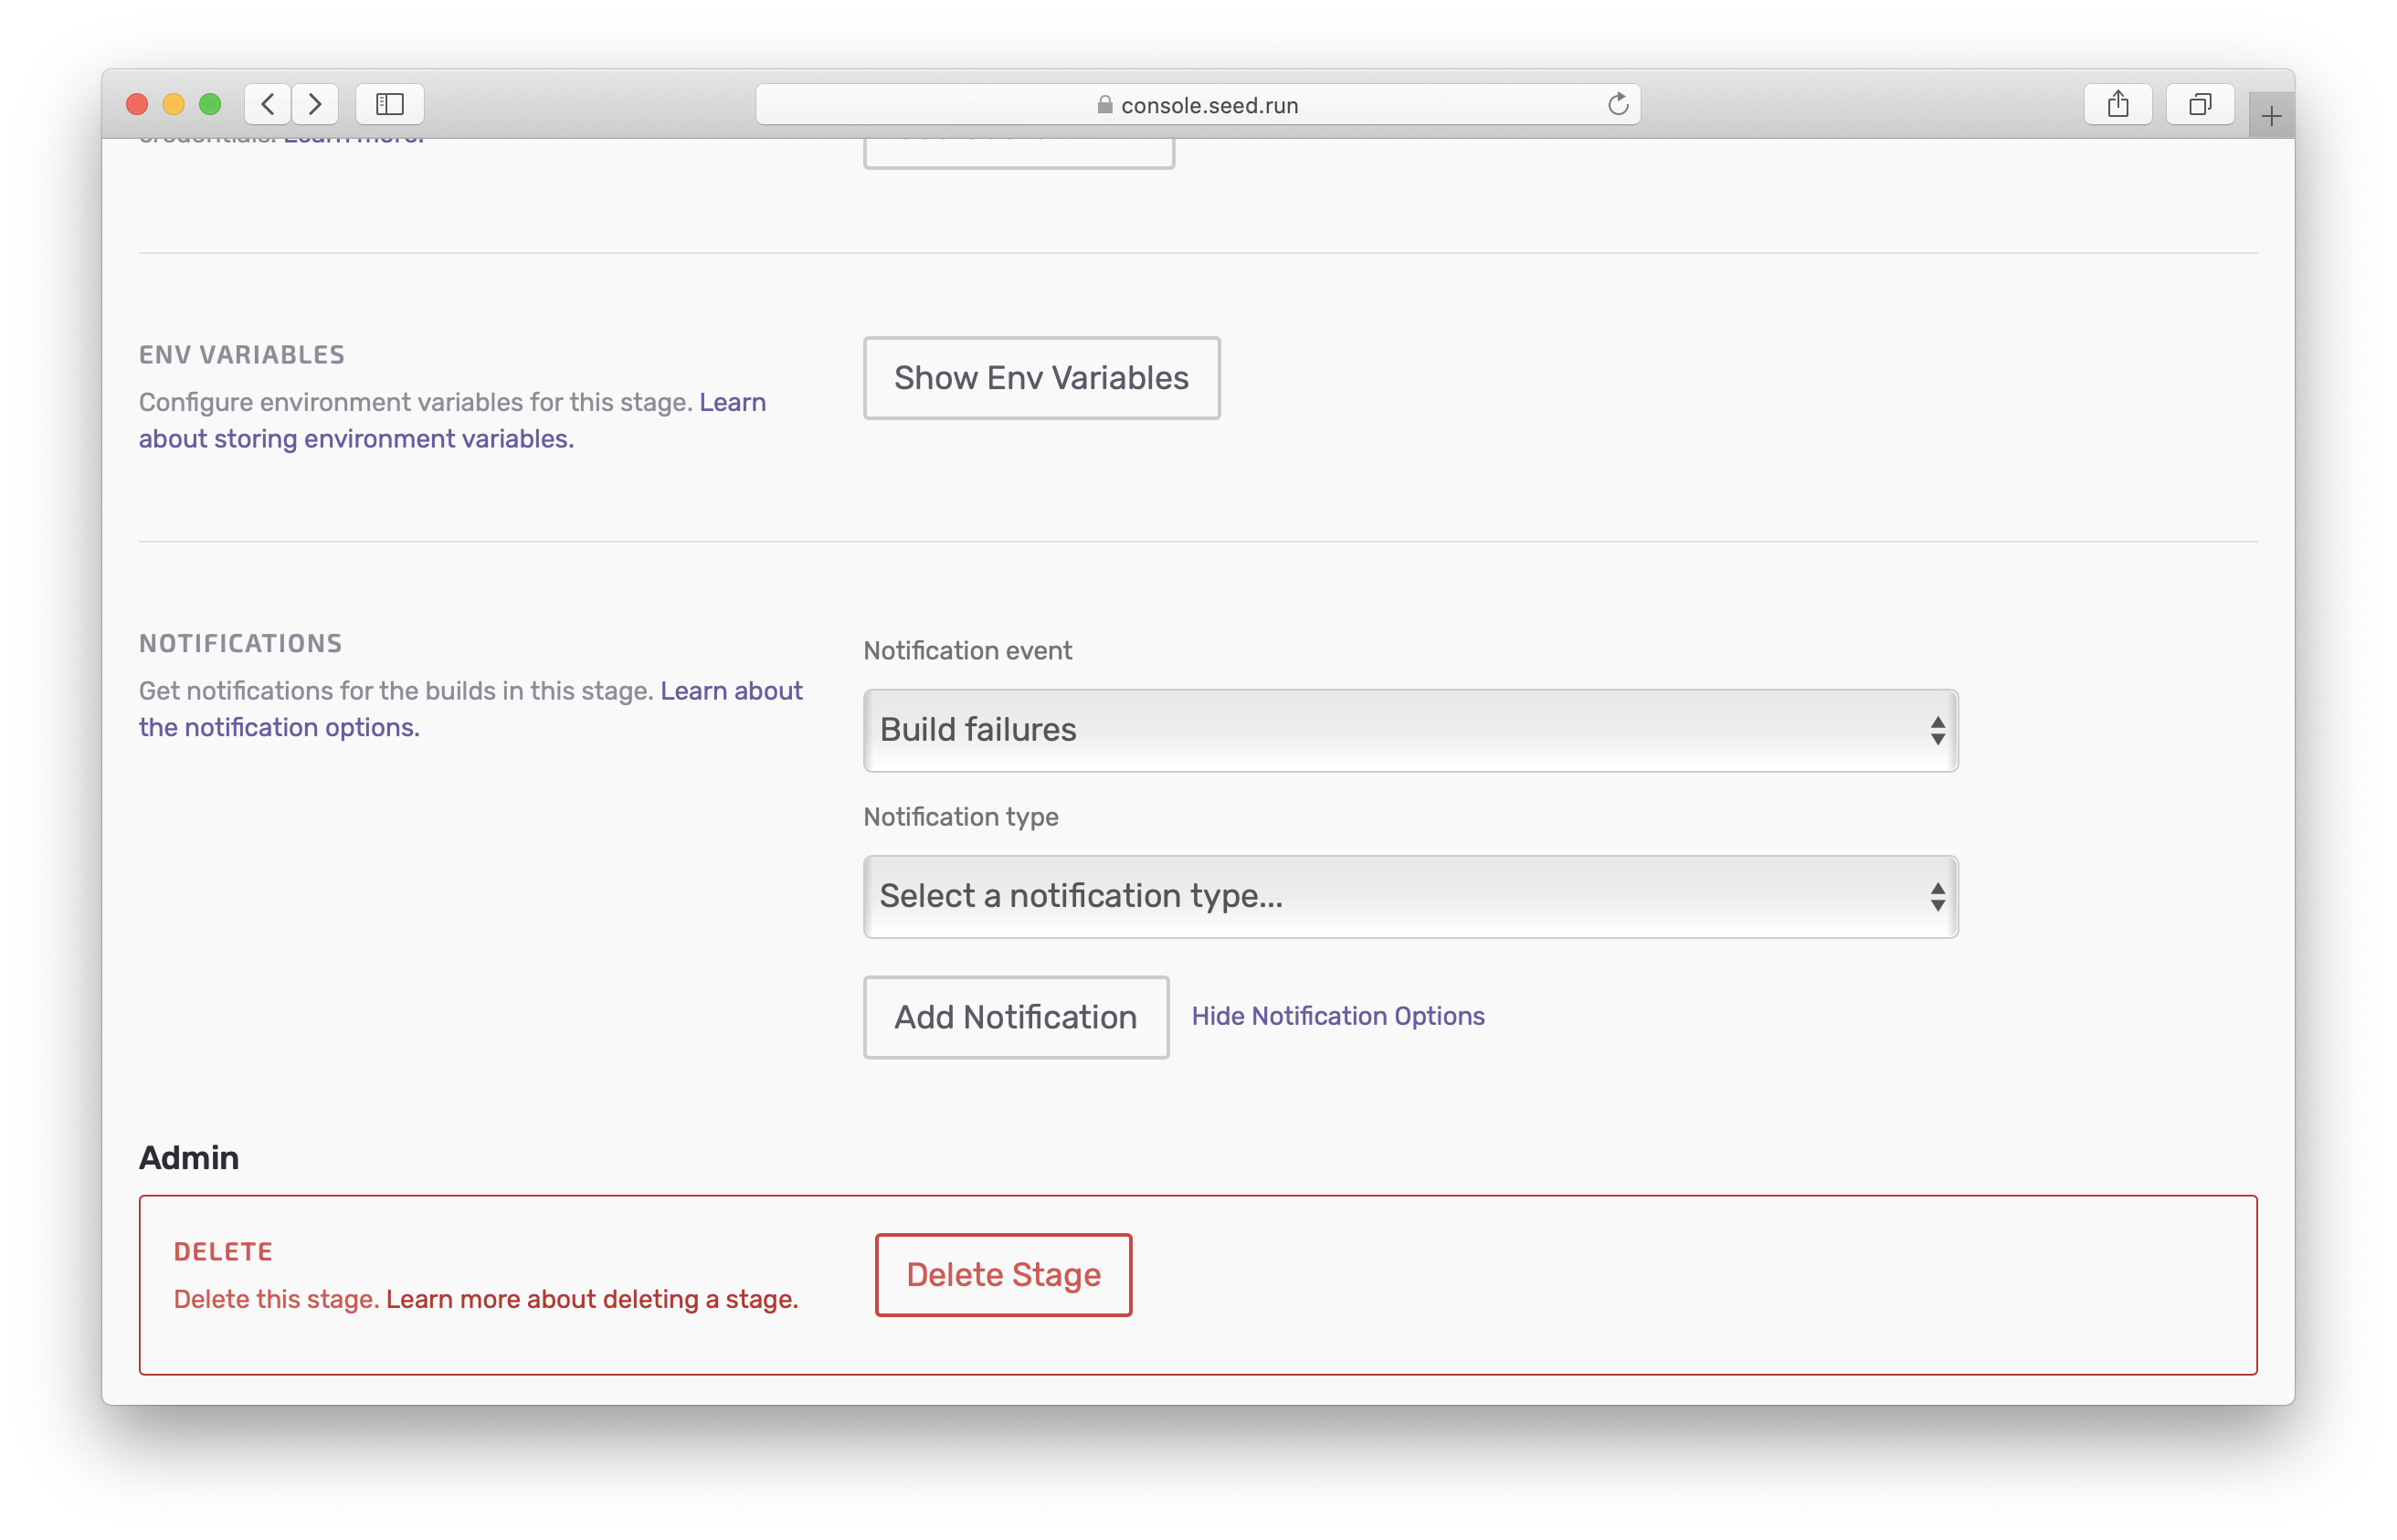 console.seed.run
credentials. Learn more.
ENV VARIABLES
Show Env Variables
Configure environment variables for this stage. Learn
about storing environment variables.
NOTIFICATIONS
Notification event
Get notifications for the builds in this stage. Learn about
the notification options.
Build failures
Notification type
Select a notification type...
Add Notification
Hide Notification Options
Admin
DELETE
Delete Stage
Delete this stage. Learn more about deleting a stage.